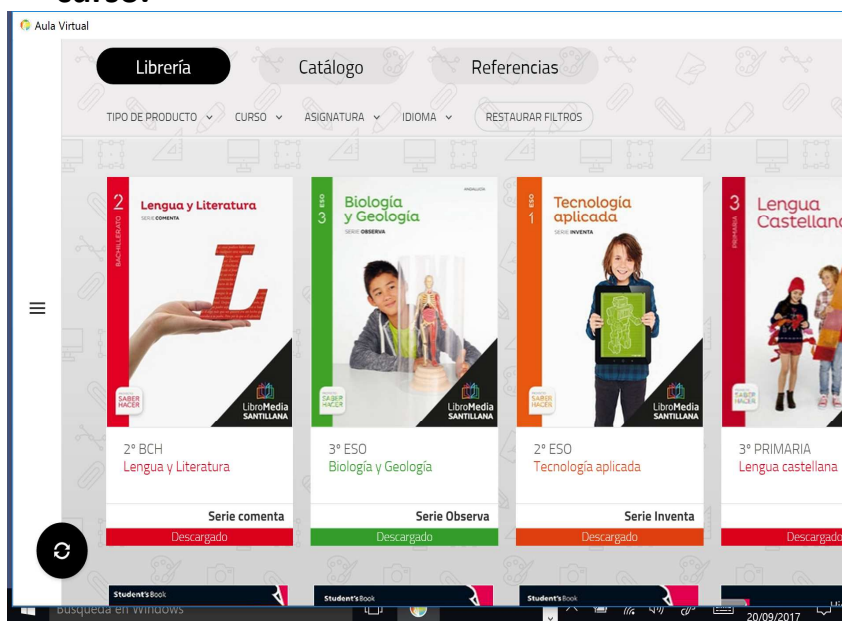 curso.
Aula Virtual
Librería
Catálogo
Referencias
TIPO DE PRODUCTO
CURSO
ASIGNATURA
IDIOMA
RESTAURAR FILTROS
2
BACHILLERATO
Lengua y Literatura
SERIE COMENTA
SABER
HACER
LibroMedia
SANTILLANA
2º BCH
Lengua y Literatura
Serie comenta
Descargado
ESO
3
Biología
y Geología
SERIE OBSERVA
ANDALUCÍA
SABER
HACER
LibroMedia
SANTILLANA
3º ESO
Biología y Geología
Serie Observa
Descargado
ESO
1
Tecnología
aplicada
SERIE INVENTA
SABER
HACER
LibroMedia
SANTILLANA
2º ESO
Tecnología aplicada
Serie Inventa
Descargado
3
PRIMARIA
Lengua
Castellana
SABER
HACER
3º PRIMARIA
Lengua castellana
Descargado
Student's Book
Student's Book
Student's Book
Búsqueda en Windows
20/09/2017